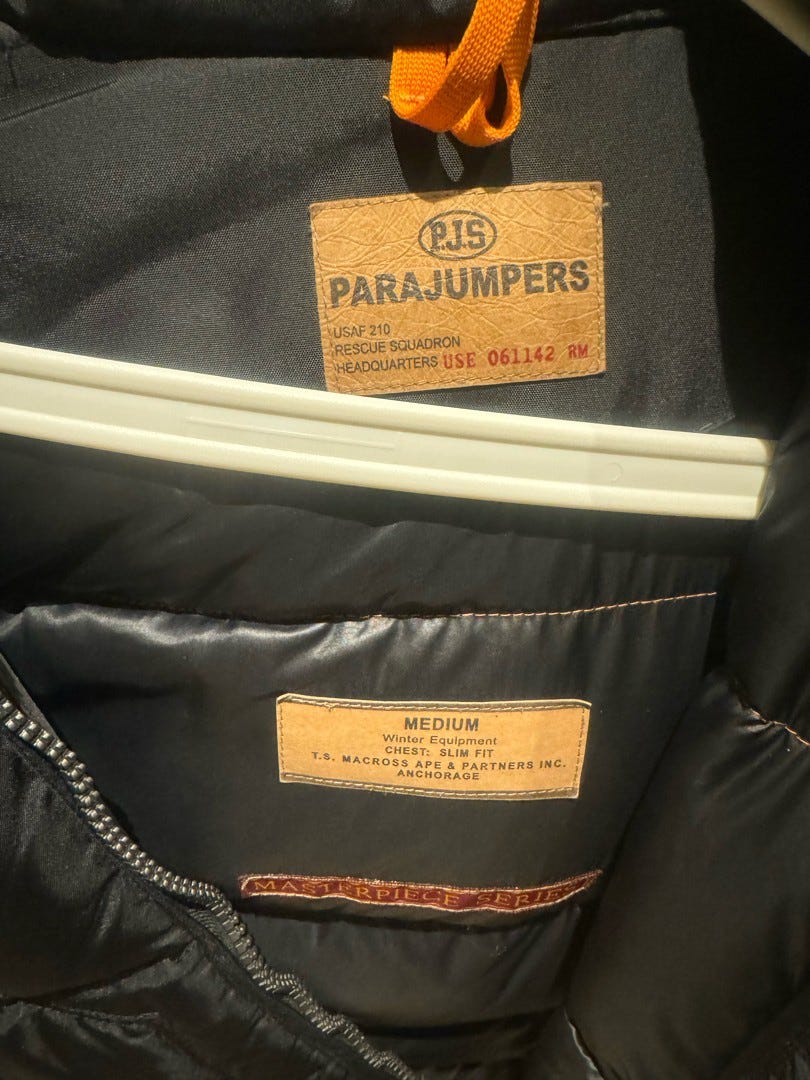 P.J.S
PARAJUMPERS
USAF 210
RESCUE SQUADRON
HEADQUARTERS USE 061142 RM
MEDIUM
Winter Equipment
CHEST: SLIM FIT
T.S. MACROSS APE & PARTNERS INC.
ANCHORAGE
MASTERPIECE SERIES